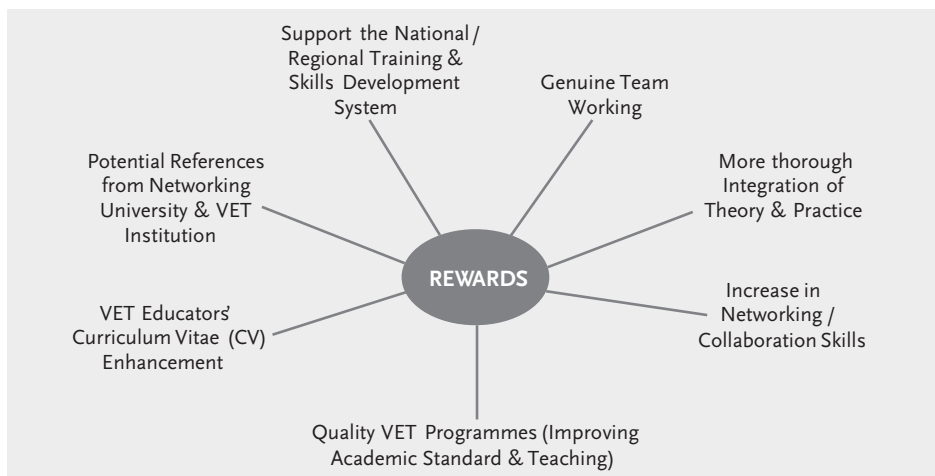 Support the National /
Regional Training &
Skills Development
System
Genuine Team
Working
Potential References
from Networking
University & VET
Institution
More thorough
Integration of
Theory & Practice
REWARDS
VET Educators'
Curriculum Vitae (CV)
Enhancement
Increase in
Networking /
Collaboration Skills
Quality VET Programmes (Improving
Academic Standard & Teaching)